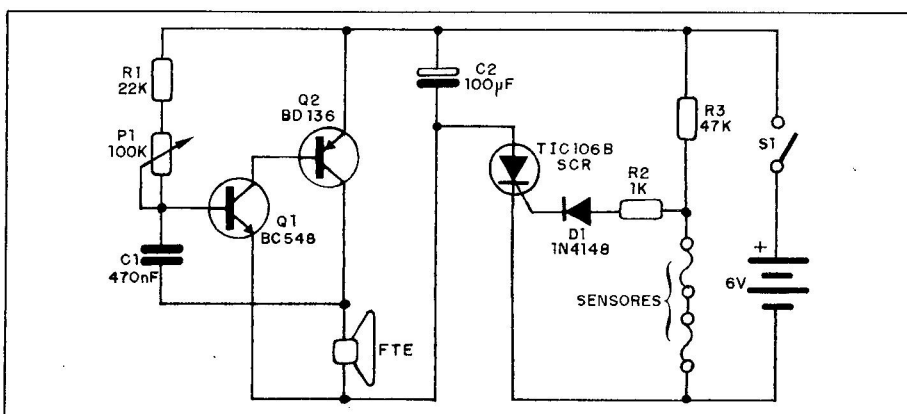 R1
22K
P1
100K
C1
470nF
Q1
BC548
Q2
BD136
FTE
C2
100µF
TIC106B
SCR
D1
1N4148
R2
1K
R3
47K
SENSORES
S1
+
6V